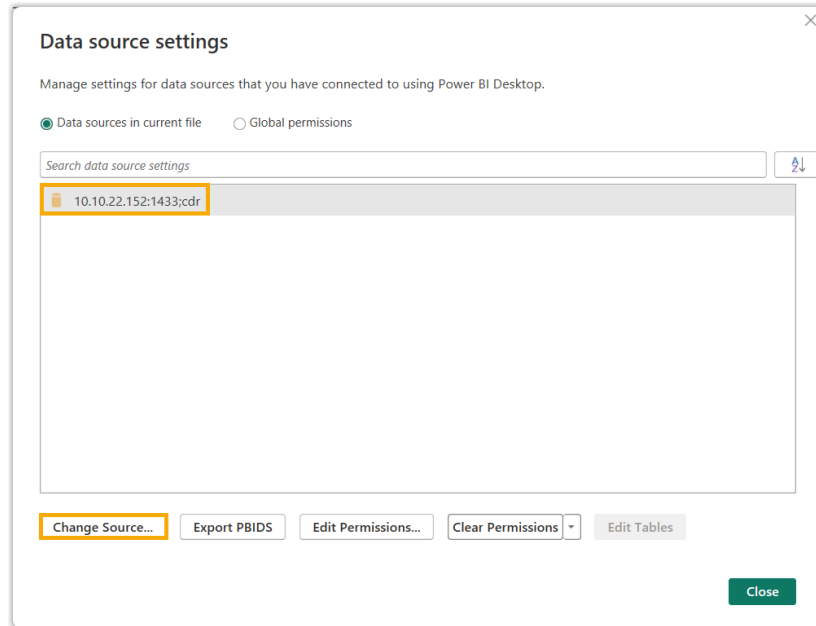 Data source settings
Manage settings for data sources that you have connected to using Power BI Desktop.
Data sources in current file Global permissions
Search data source settings
A
Z
10.10.22.152:1433;cdr
Change Source... Export PBIDS Edit Permissions... Clear Permissions Edit Tables
Close